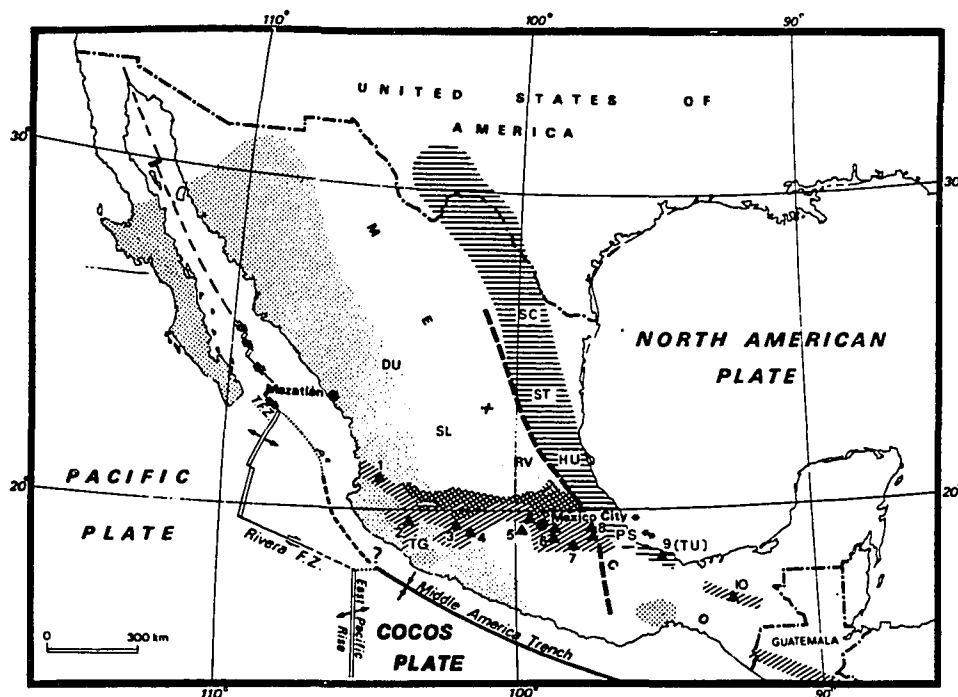 110°
100°
90°
UNITED STATES OF
AMERICA
30°
30°
M
E
X
SC
NORTH AMERICAN
PLATE
DU
ST
Mazatlán
T.F.Z.
SL
RV
HU
1
PACIFIC
PLATE
20°
20°
Mexico City
TG
3
4
5
6
7
8
PS
9(TU)
?
C
10
Rivera F.Z.
East Pacific
Rise
Middle America Trench
COCOS
PLATE
O
GUATEMALA
0
300 km
110°
100°
90°